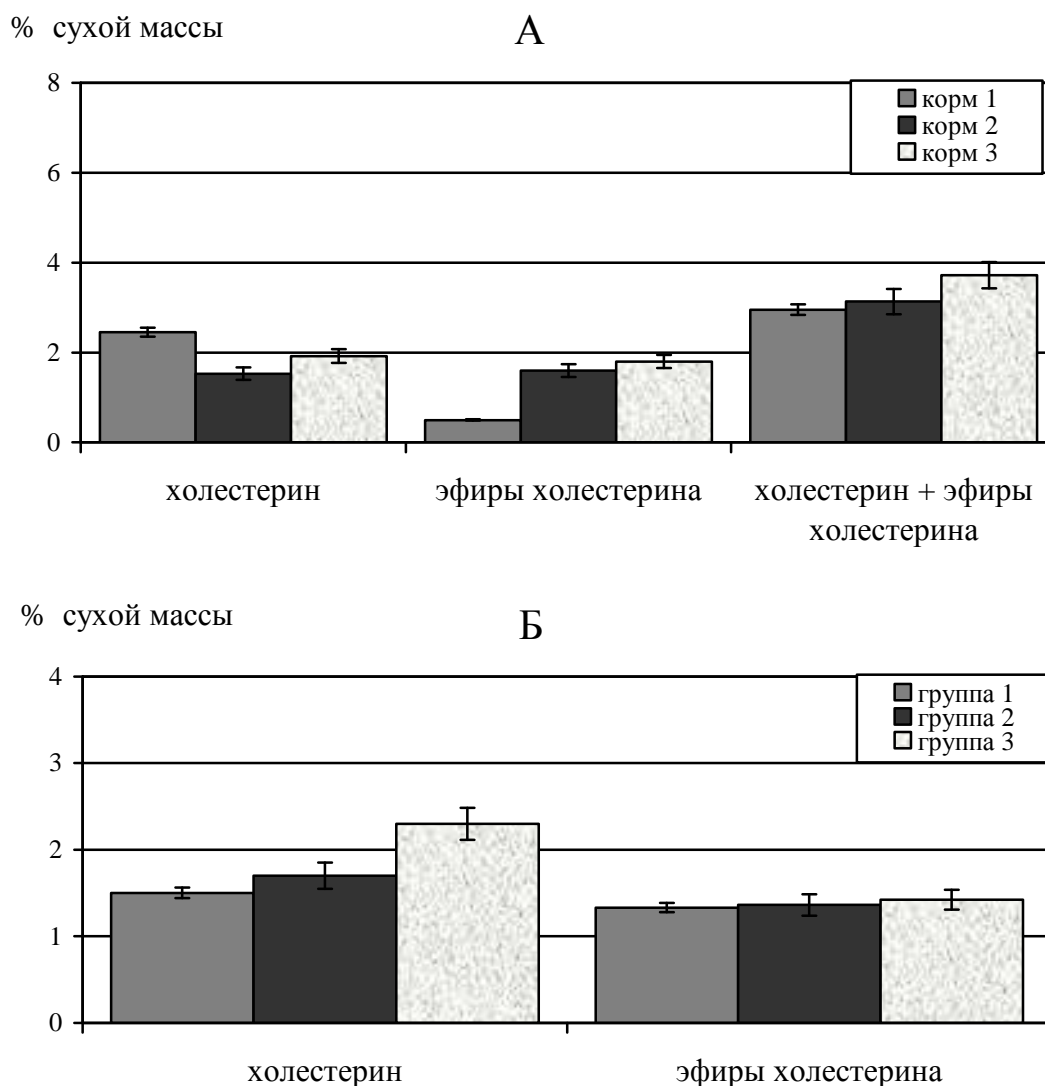 % сухой массы
А
8
корм 1
корм 2
корм 3
6
4
2
0
холестерин
эфиры холестерина
холестерин + эфиры
холестерина
% сухой массы
Б
4
группа 1
группа 2
группа 3
3
2
1
0
холестерин
эфиры холестерина